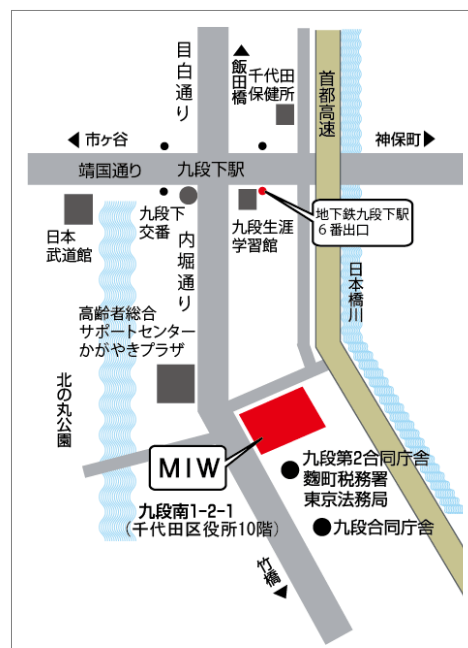 目白通り
飯田橋
千代田
保健所
首都高速
市ヶ谷
神保町
靖国通り
九段下駅
日本
武道館
九段下
交番
内堀通り
九段生涯
学習館
地下鉄九段下駅
6番出口
日本橋川
高齢者総合
サポートセンター
かがやきプラザ
北の丸公園
MIW
九段南1-2-1
（千代田区役所10階）
九段第2合同庁舎
麴町税務署
東京法務局
九段合同庁舎
竹橋